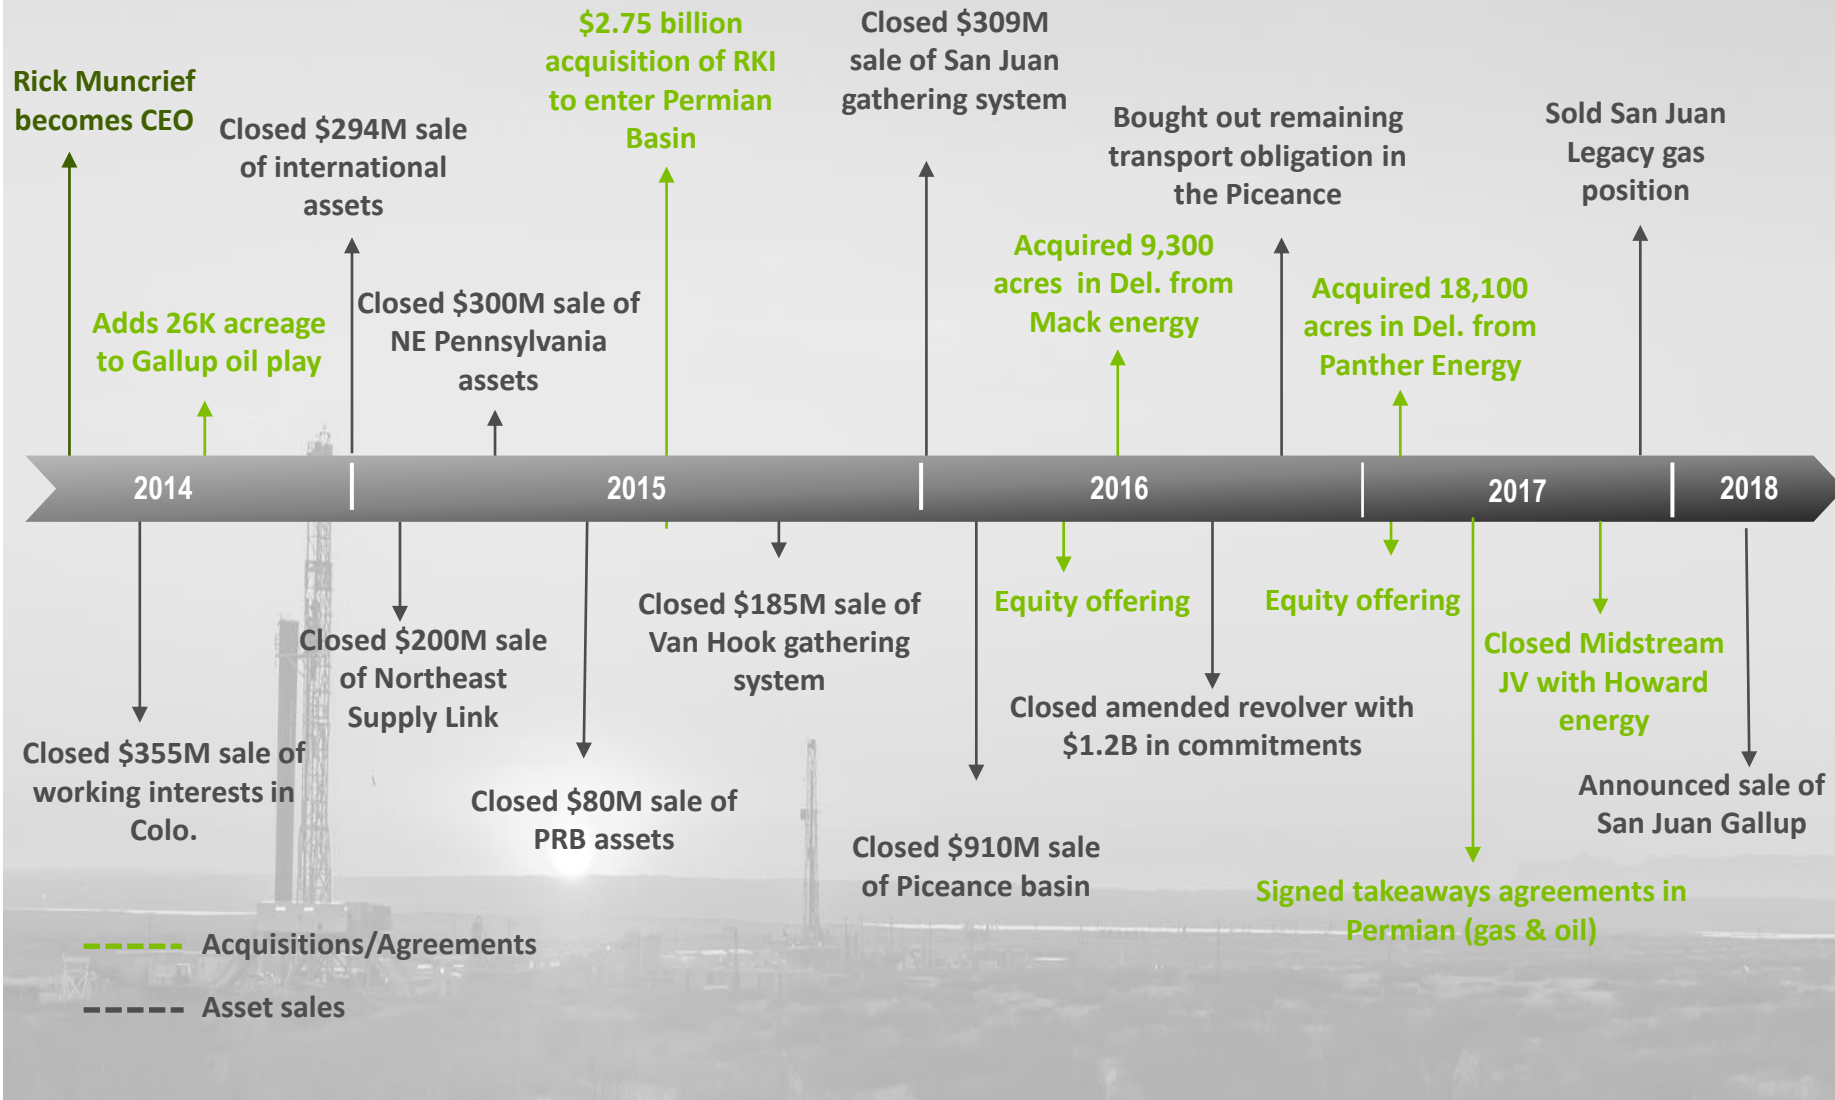 Rick Muncrief
becomes CEO
Adds 26K acreage
to Gallup oil play
Closed $294M sale
of international
assets
Closed $300M sale of
NE Pennsylvania
assets
$2.75 billion
acquisition of RKI
to enter Permian
Basin
Closed $309M
sale of San Juan
gathering system
Acquired 9,300
acres  in Del. from
Mack energy
Bought out remaining
transport obligation in
the Piceance
Acquired 18,100
acres in Del. from
Panther Energy
Sold San Juan
Legacy gas
position
2014
2015
2016
2017
2018
Closed $355M sale of
working interests in
Colo.
Closed $200M sale
of Northeast
Supply Link
Closed $80M sale of
PRB assets
Closed $185M sale of
Van Hook gathering
system
Closed $910M sale
of Piceance basin
Equity offering
Closed amended revolver with
$1.2B in commitments
Equity offering
Signed takeaways agreements in
Permian (gas & oil)
Closed Midstream
JV with Howard
energy
Announced sale of
San Juan Gallup
Acquisitions/Agreements
Asset sales